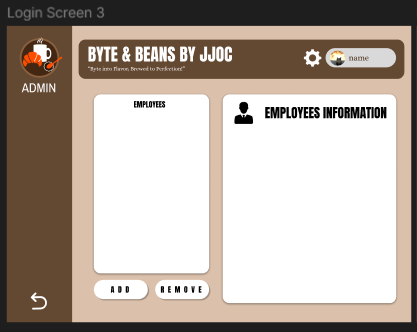 Login Screen 3
BYTE & BEANS BY JJOC
"Byte into Flavor, Brewed to Perfection!"
name
ADMIN
EMPLOYEES
EMPLOYEES INFORMATION
ADD
REMOVE